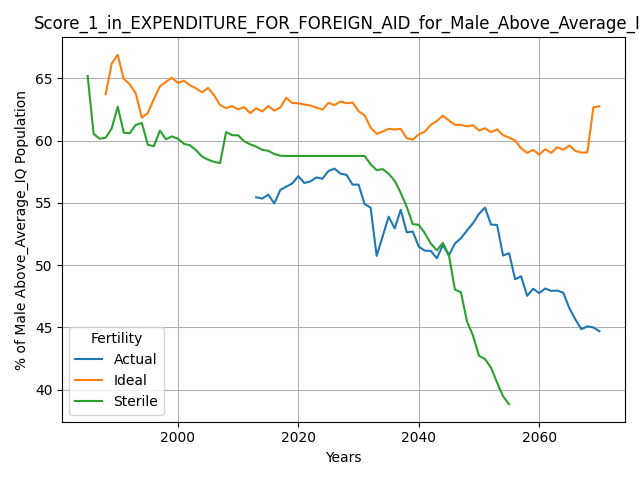 Score_1_in_EXPENDITURE_FOR_FOREIGN_AID_for_Male_Above_Average_I
% of Male Above_Average_IQ Population
65
60
55
50
45
40
Fertility
Actual
Ideal
Sterile
2000
2020
2040
2060
Years